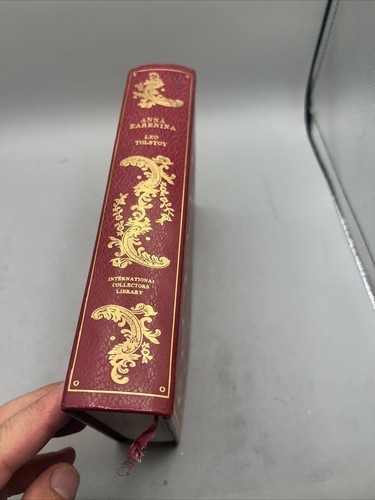 ANNA
KARENINA
LEO
TOLSTOY
INTERNATIONAL
COLLECTORS
LIBRARY